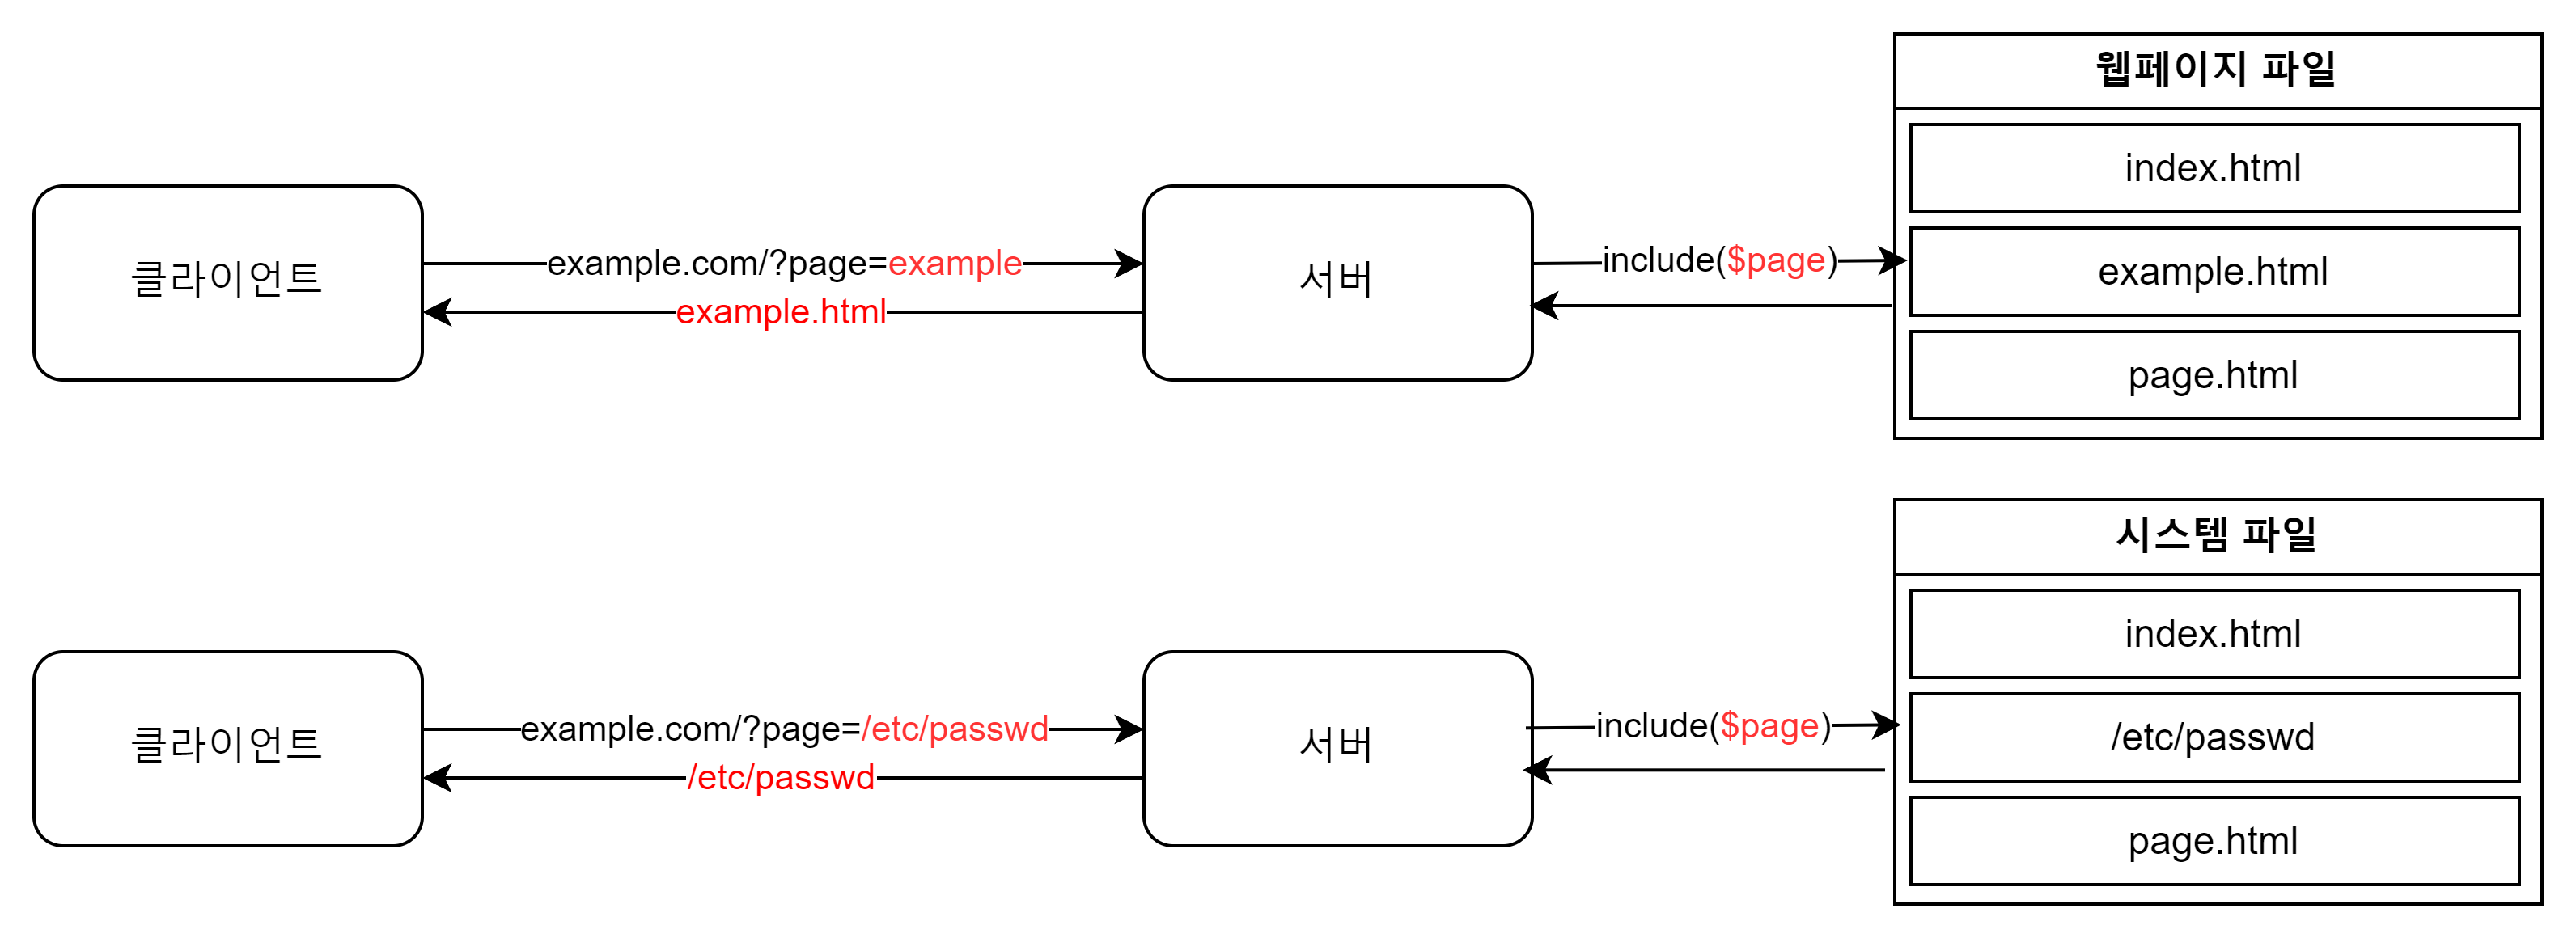 웹페이지 파일
index.html
클라이언트
example.com/?page=example
서버
include($page)
example.html
example.html
page.html
시스템 파일
index.html
클라이언트
example.com/?page=/etc/passwd
서버
include($page)
/etc/passwd
/etc/passwd
page.html